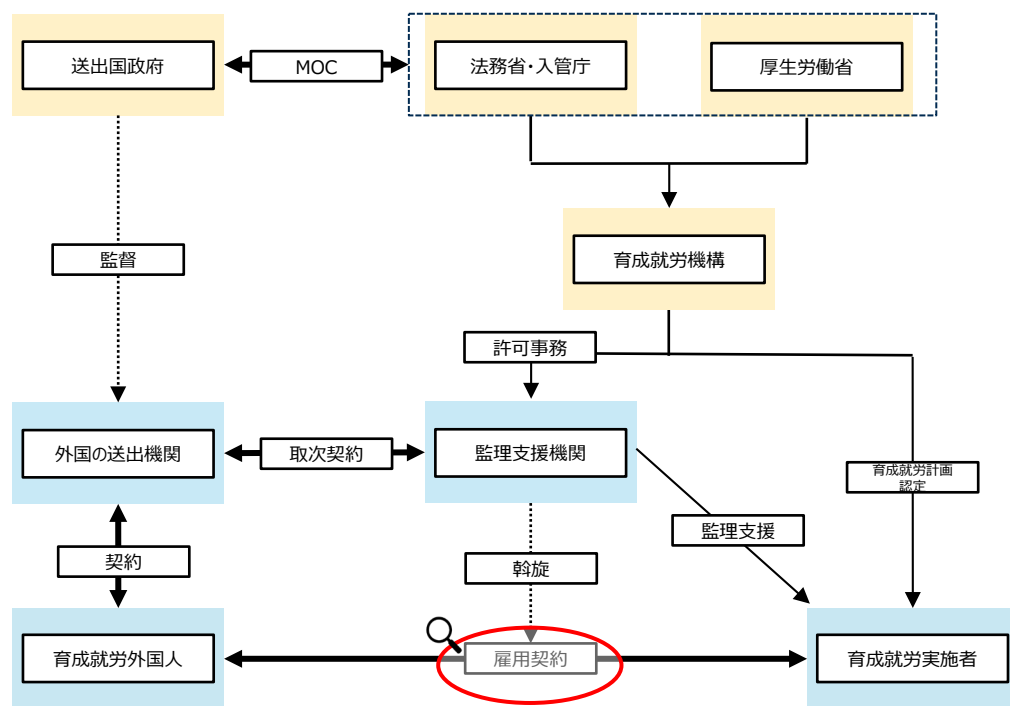 送出国政府
MOC
法務省・入管庁
厚生労働省
育成就労機構
監督
許可事務
外国の送出機関
取次契約
監理支援機関
育成就労計画
認定
監理支援
契約
斡旋
育成就労外国人
雇用契約
育成就労実施者